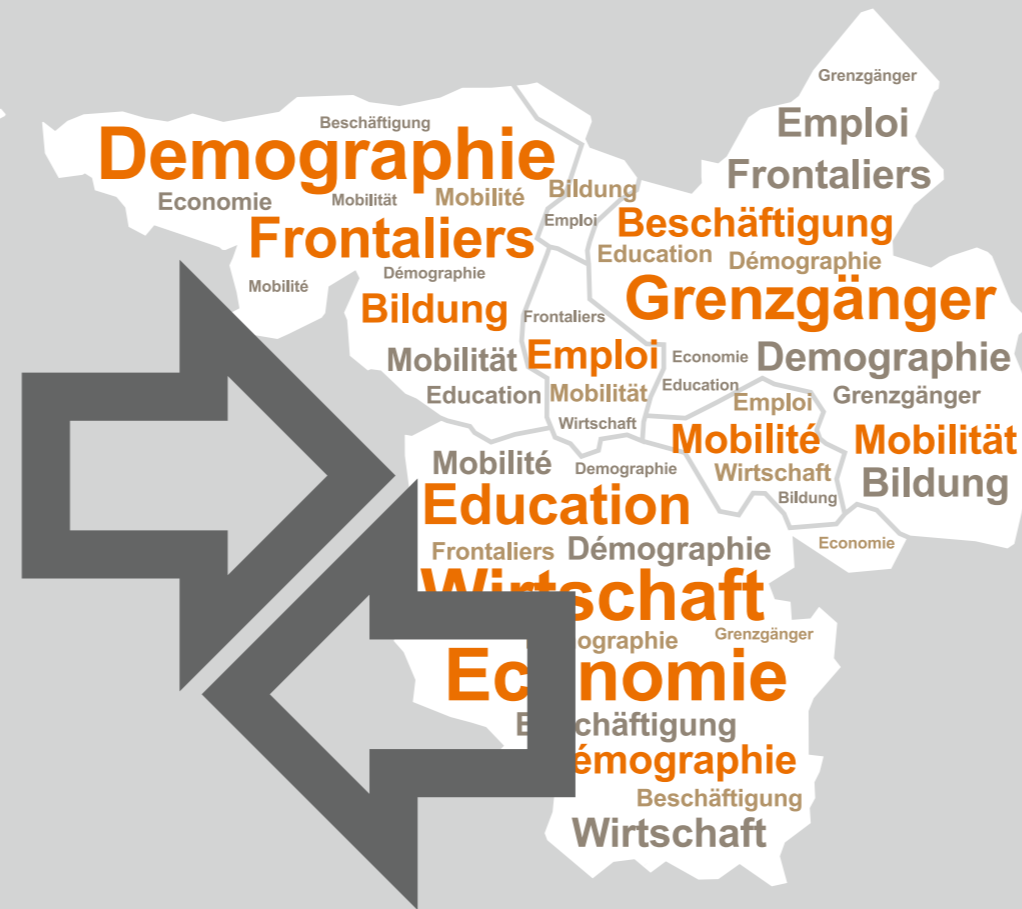 Grenzgänger
Emploi
Beschäftigung
Demographie
Frontaliers
Economie
Mobilität
Mobilité
Bildung
Emploi
Beschäftigung
Frontaliers
Education
Démographie
Démographie
Mobilité
Grenzgänger
Bildung
Frontaliers
Mobilität
Emploi
Economie
Demographie
Education
Mobilität
Education
Emploi
Grenzgänger
Wirtschaft
Mobilité
Mobilität
Mobilité
Demographie
Wirtschaft
Bildung
Bildung
Education
Frontaliers
Démographie
Economie
Wirtschaft
ographie
Grenzgänger
Economie
Beschäftigung
émographie
Beschäftigung
Wirtschaft